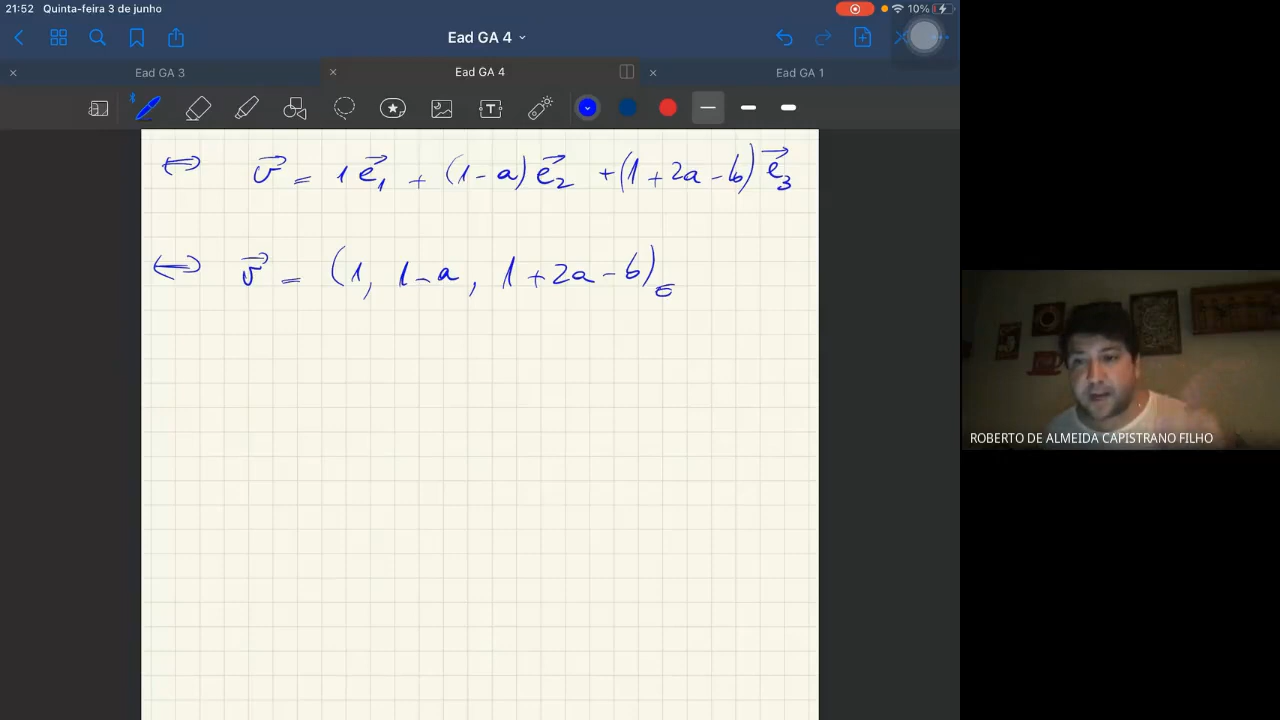 21:52 Quinta-feira 3 de junho 10%
Ead GA 4
Ead GA 3 Ead GA 4 Ead GA 1
⟺ v⃗ = 1 e⃗₁ + (1 - a) e⃗₂ + (1 + 2a - b) e⃗₃
⟺ v⃗ = (1, 1 - a, 1 + 2a - b)
ROBERTO DE ALMEIDA CAPISTRANO FILHO